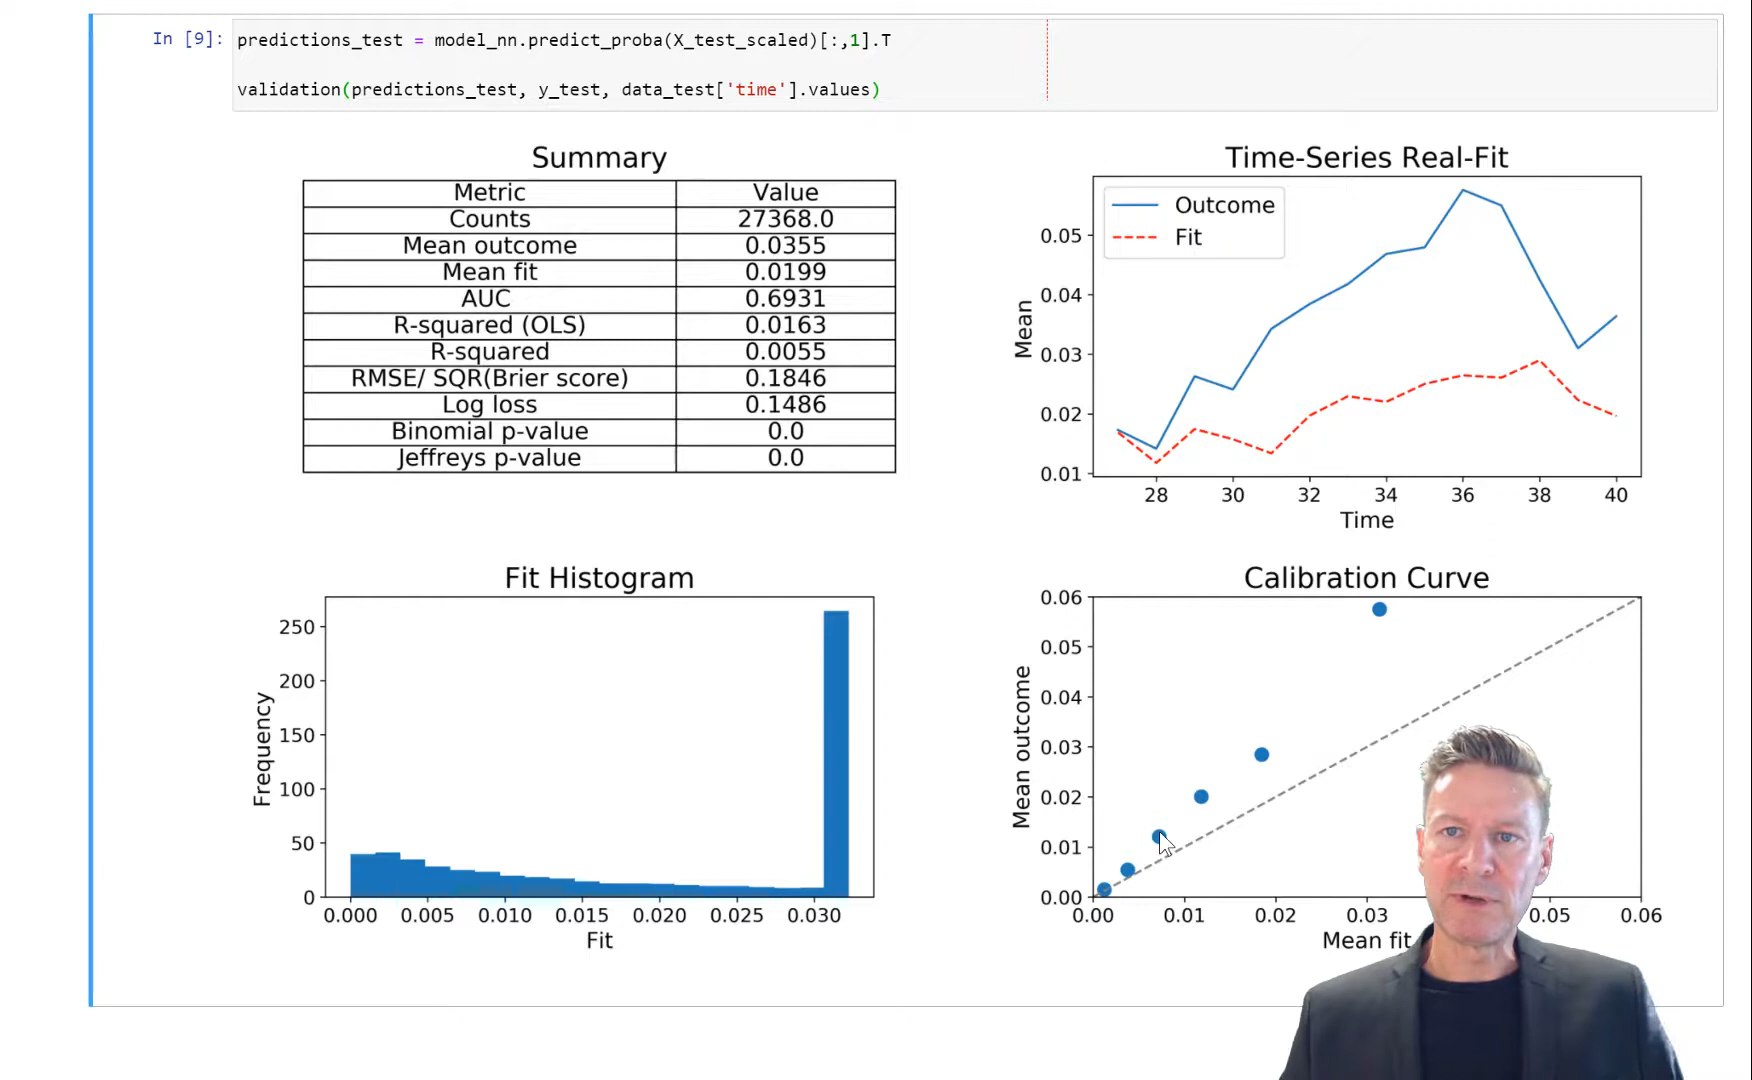 In [9]:
predictions_test = model_nn.predict_proba(X_test_scaled)[:,1].T
validation(predictions_test, y_test, data_test['time'].values)
Summary
Metric Value
Counts 27368.0
Mean outcome 0.0355
Mean fit 0.0199
AUC 0.6931
R-squared (OLS) 0.0163
R-squared 0.0055
RMSE/ SQR(Brier score) 0.1846
Log loss 0.1486
Binomial p-value 0.0
Jeffreys p-value 0.0
Time-Series Real-Fit
Outcome
Fit
Mean
0.05
0.04
0.03
0.02
0.01
28 30 32 34 36 38 40
Time
Fit Histogram
Frequency
250
200
150
100
50
0
0.000 0.005 0.010 0.015 0.020 0.025 0.030
Fit
Calibration Curve
Mean outcome
0.06
0.05
0.04
0.03
0.02
0.01
0.00
0.00 0.01 0.02 0.03 0.05 0.06
Mean fit